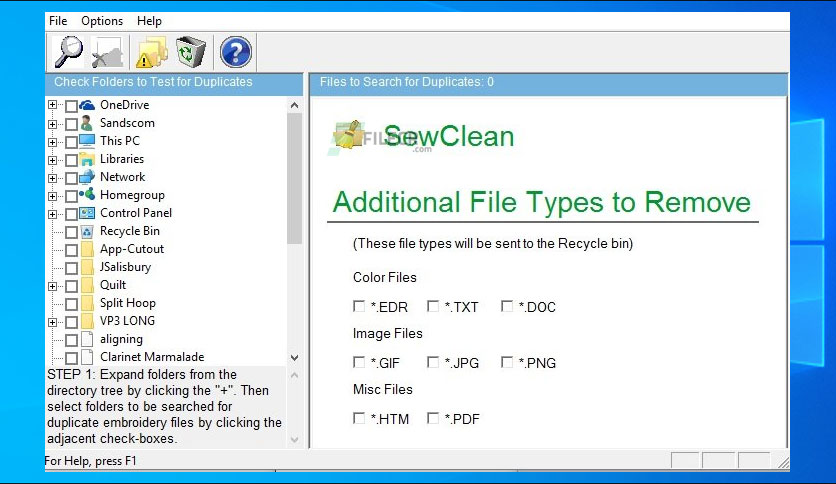 File Options Help
Check Folders to Test for Duplicates
Files to Search for Duplicates: 0
OneDrive
Sandscom
This PC
Libraries
Network
Homegroup
Control Panel
Recycle Bin
App-Cutout
JSalisbury
Quilt
Split Hoop
VP3 LONG
aligning
Clarinet Marmalade
STEP 1: Expand folders from the
directory tree by clicking the "+". Then
select folders to be searched for
duplicate embroidery files by clicking the
adjacent check-boxes.
SewClean
.com
Additional File Types to Remove
(These file types will be sent to the Recycle bin)
Color Files
*.EDR *.TXT *.DOC
Image Files
*.GIF *.JPG *.PNG
Misc Files
*.HTM *.PDF
For Help, press F1